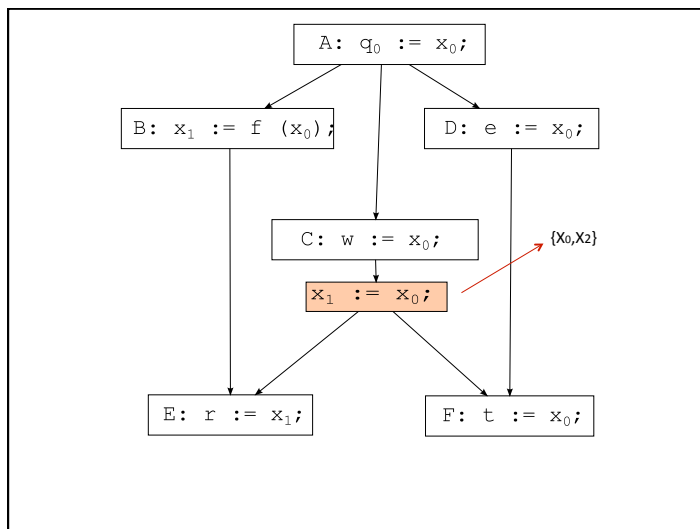 A: q₀ := x₀;
B: x₁ := f (x₀);
D: e := x₀;
C: w := x₀;
{X₀,X₂}
x₁ := x₀;
E: r := x₁;
F: t := x₀;